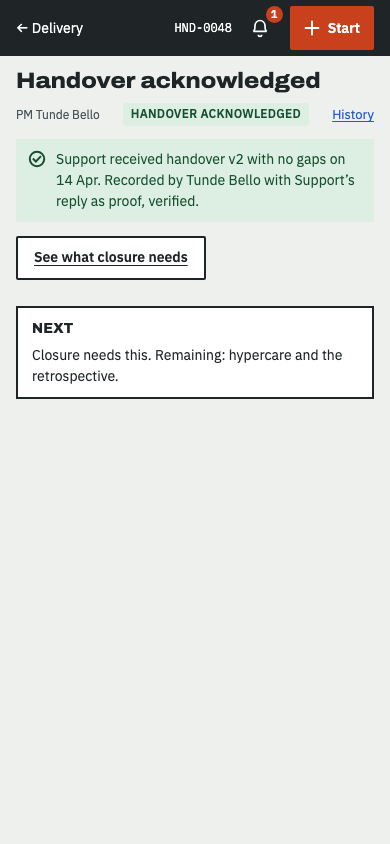 ← Delivery
HND-0048
1
+ Start
Handover acknowledged
PM Tunde Bello
HANDOVER ACKNOWLEDGED
History
Support received handover v2 with no gaps on
14 Apr. Recorded by Tunde Bello with Support's
reply as proof, verified.
See what closure needs
NEXT
Closure needs this. Remaining: hypercare and the
retrospective.